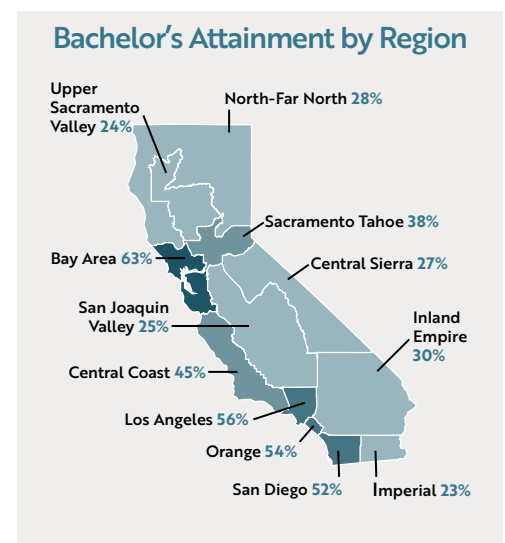 Bachelor's Attainment by Region
Upper
Sacramento
Valley 24%
North-Far North 28%
Sacramento Tahoe 38%
Bay Area 63%
Central Sierra 27%
San Joaquin
Valley 25%
Inland
Empire
30%
Central Coast 45%
Los Angeles 56%
Orange 54%
San Diego 52%
Imperial 23%